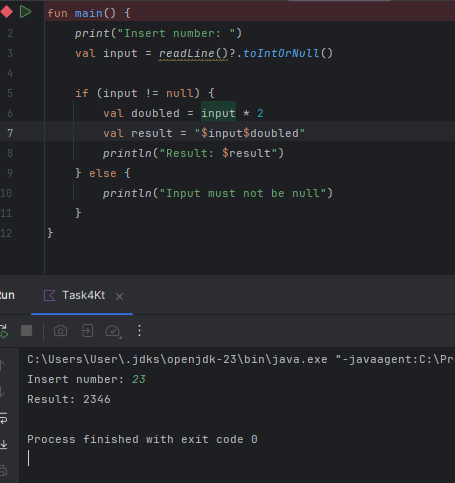 fun main() {
2 print("Insert number: ")
3 val input = readLine()?.toIntOrNull()
5 if (input != null) {
6 val doubled = input * 2
7 val result = "$input$doubled"
8 println("Result: $result")
9 } else {
10 println("Input must not be null")
11 }
12 }
un Task4Kt
C:\Users\User\.jdks\openjdk-23\bin\java.exe "-javaagent:C:\Pr
Insert number: 23
Result: 2346
Process finished with exit code 0